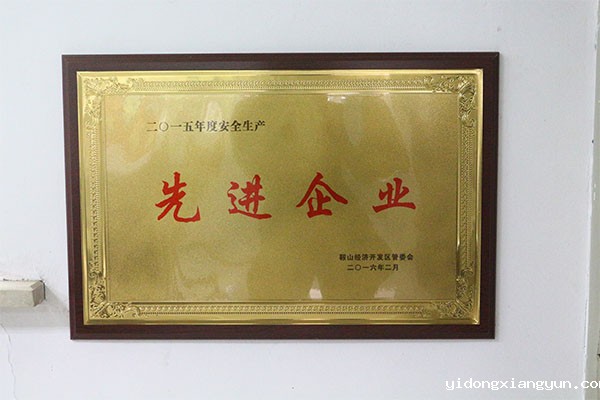 二〇一五年度安全生产
先进企业
鞍山经济开发区管委会
二〇一六年二月
yidongxiangyun.com